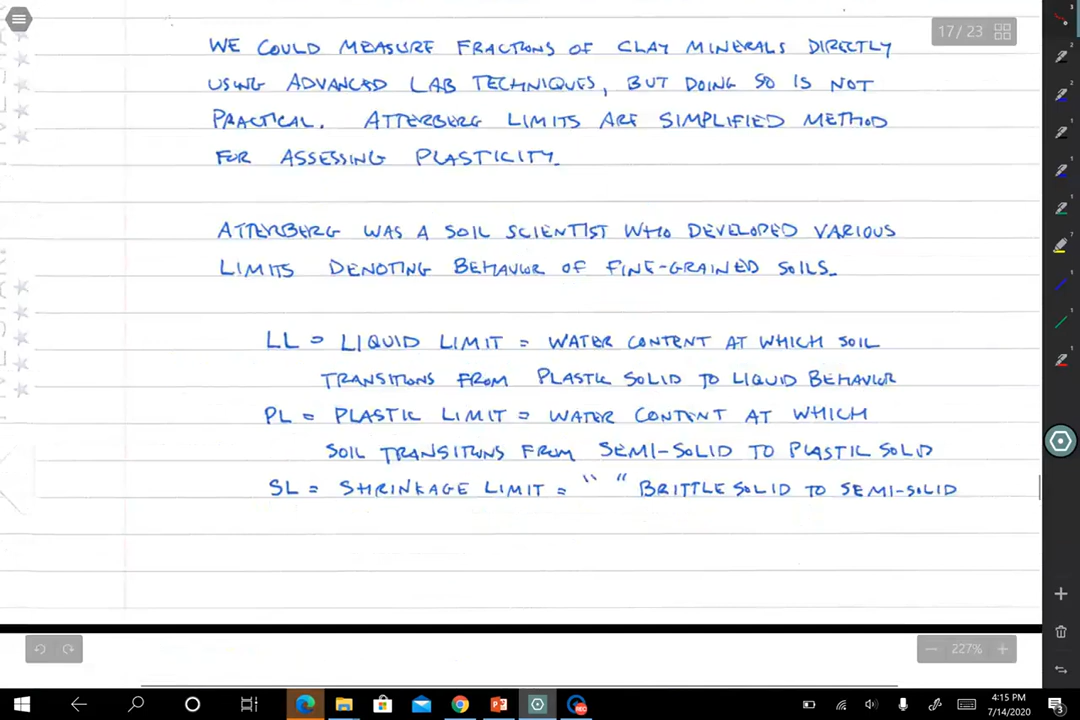 17 / 23
WE COULD MEASURE FRACTIONS OF CLAY MINERALS DIRECTLY
USING ADVANCED LAB TECHNIQUES, BUT DOING SO IS NOT
PRACTICAL. ATTERBERG LIMITS ARE SIMPLIFIED METHOD
FOR ASSESSING PLASTICITY.
ATTERBERG WAS A SOIL SCIENTIST WHO DEVELOPED VARIOUS
LIMITS DENOTING BEHAVIOR OF FINE-GRAINED SOILS.
LL = LIQUID LIMIT = WATER CONTENT AT WHICH SOIL
TRANSITIONS FROM PLASTIC SOLID TO LIQUID BEHAVIOR
PL = PLASTIC LIMIT = WATER CONTENT AT WHICH
SOIL TRANSITIONS FROM SEMI-SOLID TO PLASTIC SOLID
SL = SHRINKAGE LIMIT = " " BRITTLE SOLID TO SEMI-SOLID
227%
4:15 PM
7/14/2020